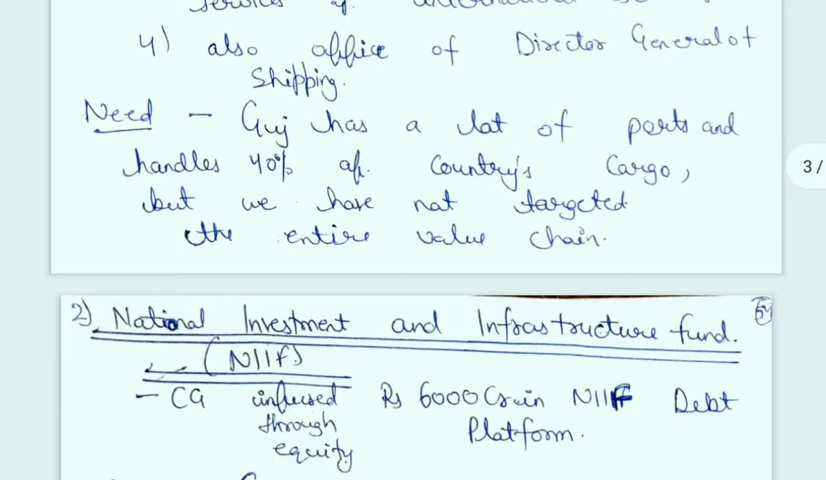 4) also office of Director General of
Shipping.
Need - Guj has a lot of ports and
handles 40% of Country's Cargo,
but we have not targeted
the entire value chain.
3/
2) National Investment and Infrastructure fund.
(NIIF)
- CG infused Rs 6000 Cr in NIIF Debt
through Platform.
equity